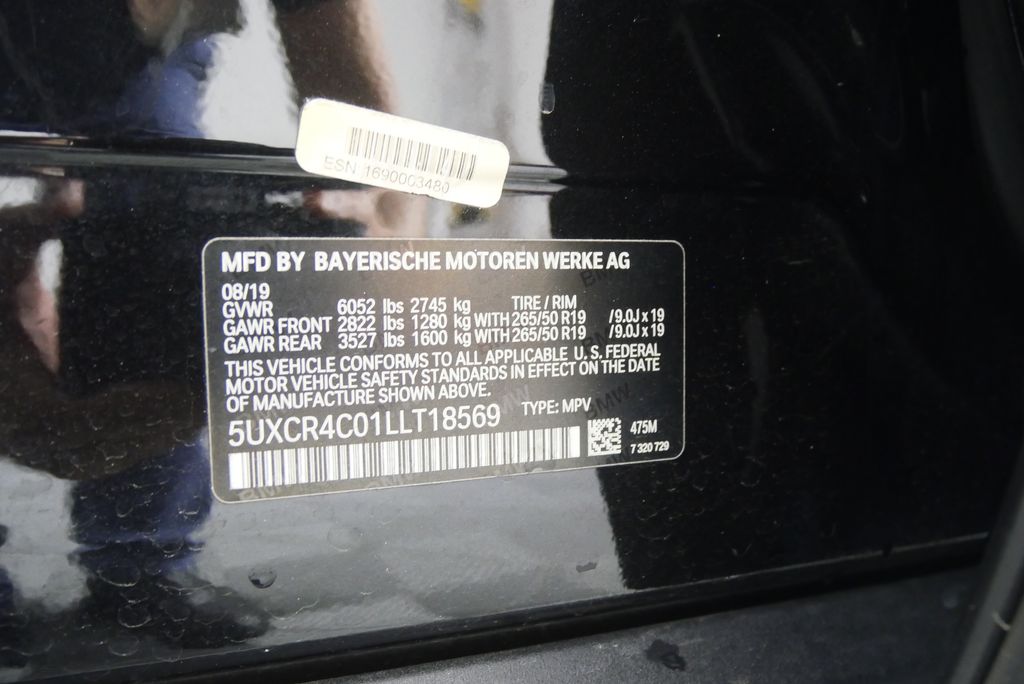 ESN 1690003480
MFD BY BAYERISCHE MOTOREN WERKE AG
08/19
GVWR 6052 lbs 2745 kg TIRE / RIM
GAWR FRONT 2822 lbs 1280 kg WITH 265/50 R19 /9.0J x 19
GAWR REAR 3527 lbs 1600 kg WITH 265/50 R19 /9.0J x 19
THIS VEHICLE CONFORMS TO ALL APPLICABLE U.S. FEDERAL
MOTOR VEHICLE SAFETY STANDARDS IN EFFECT ON THE DATE
OF MANUFACTURE SHOWN ABOVE.
5UXCR4C01LLT18569 TYPE: MPV
475M
7 320 729